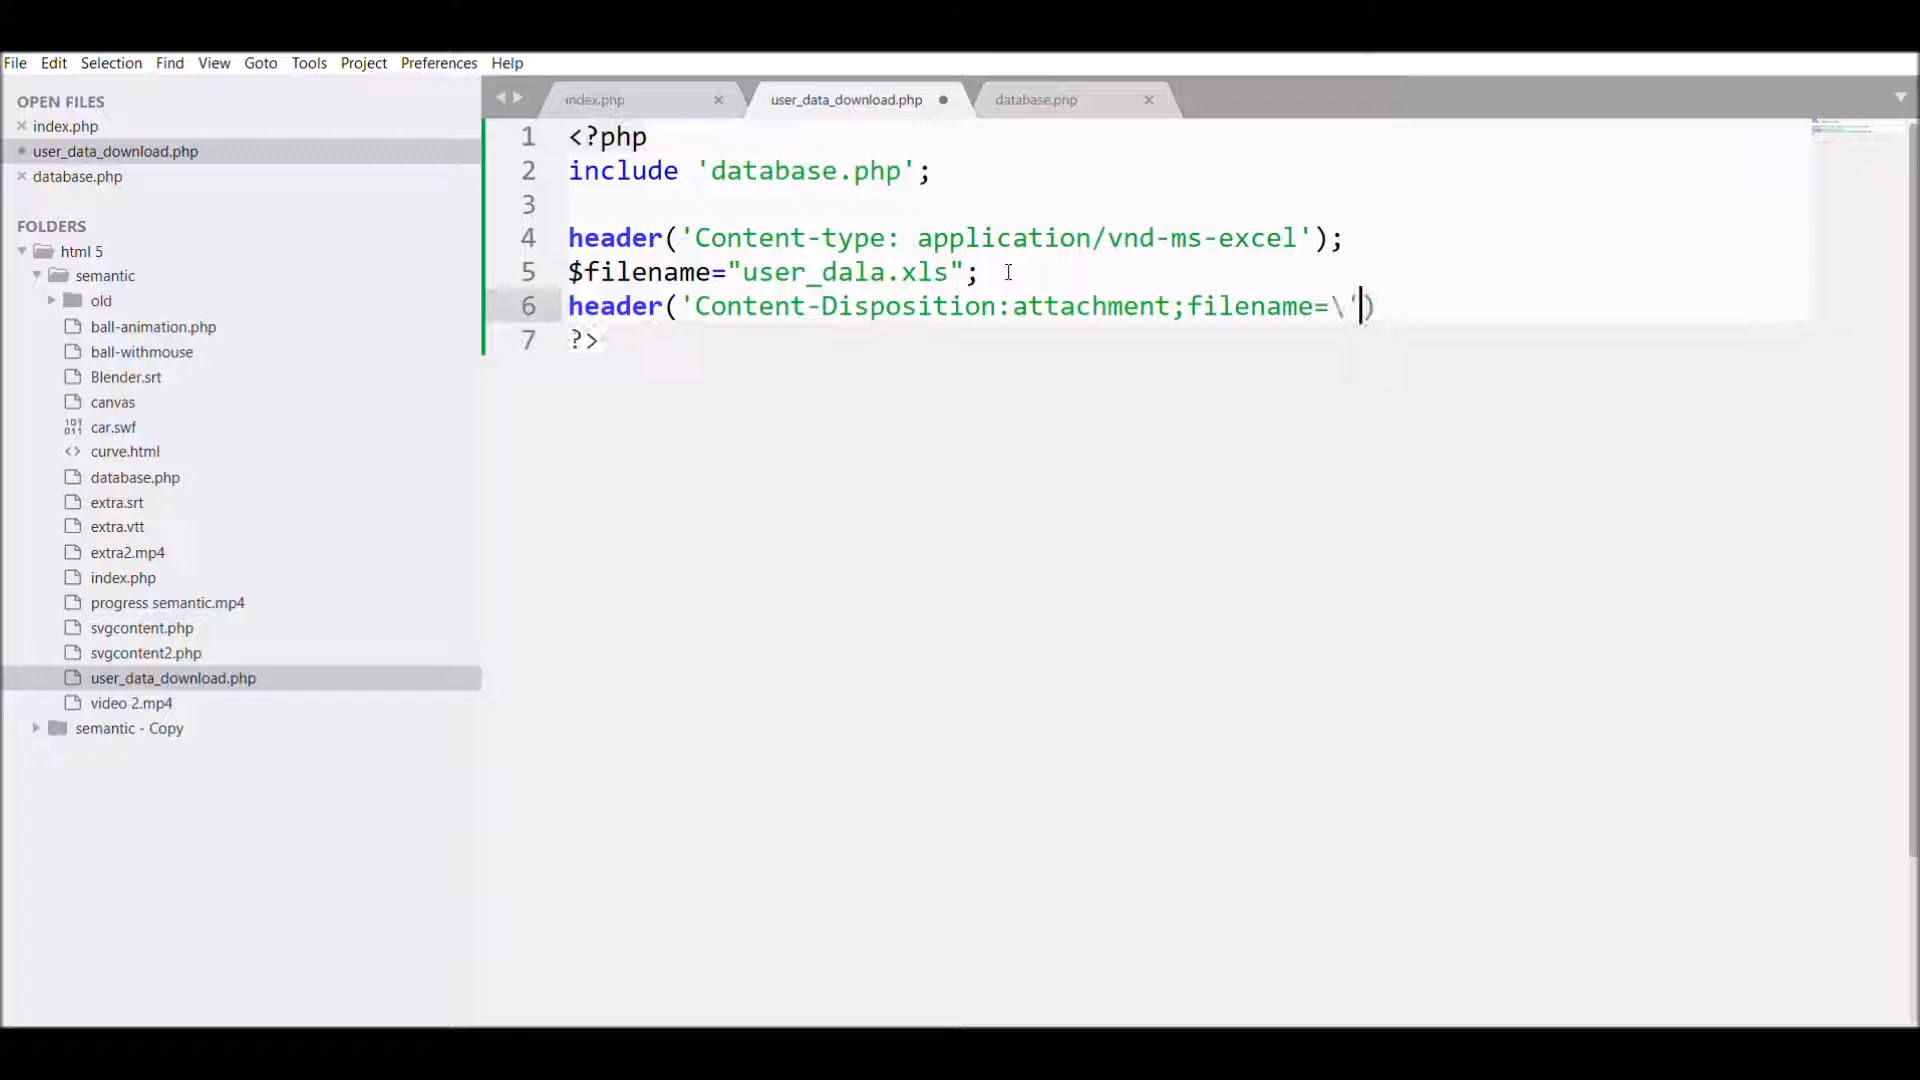 File Edit Selection Find View Goto Tools Project Preferences Help
OPEN FILES
index.php
user_data_download.php
database.php
FOLDERS
html 5
semantic
old
ball-animation.php
ball-withmouse
Blender.srt
canvas
car.swf
curve.html
database.php
extra.srt
extra.vtt
extra2.mp4
index.php
progress semantic.mp4
svgcontent.php
svgcontent2.php
user_data_download.php
video 2.mp4
semantic - Copy
index.php user_data_download.php database.php
1 <?php
2 include 'database.php';
3
4 header('Content-type: application/vnd-ms-excel');
5 $filename="user_dala.xls";
6 header('Content-Disposition:attachment;filename=\')
7 ?>